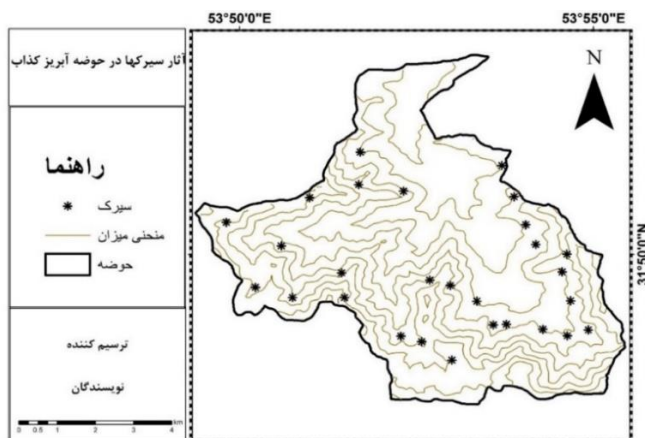 53°50'0"E
53°55'0"E
آثار سیرکها در حوضه آبریز کذاب
راهنما
سیرک
منحنی میزان
حوضه
ترسیم کننده
نویسندگان
0 0.5 1 2 3 4 km
N
31°50'0"N